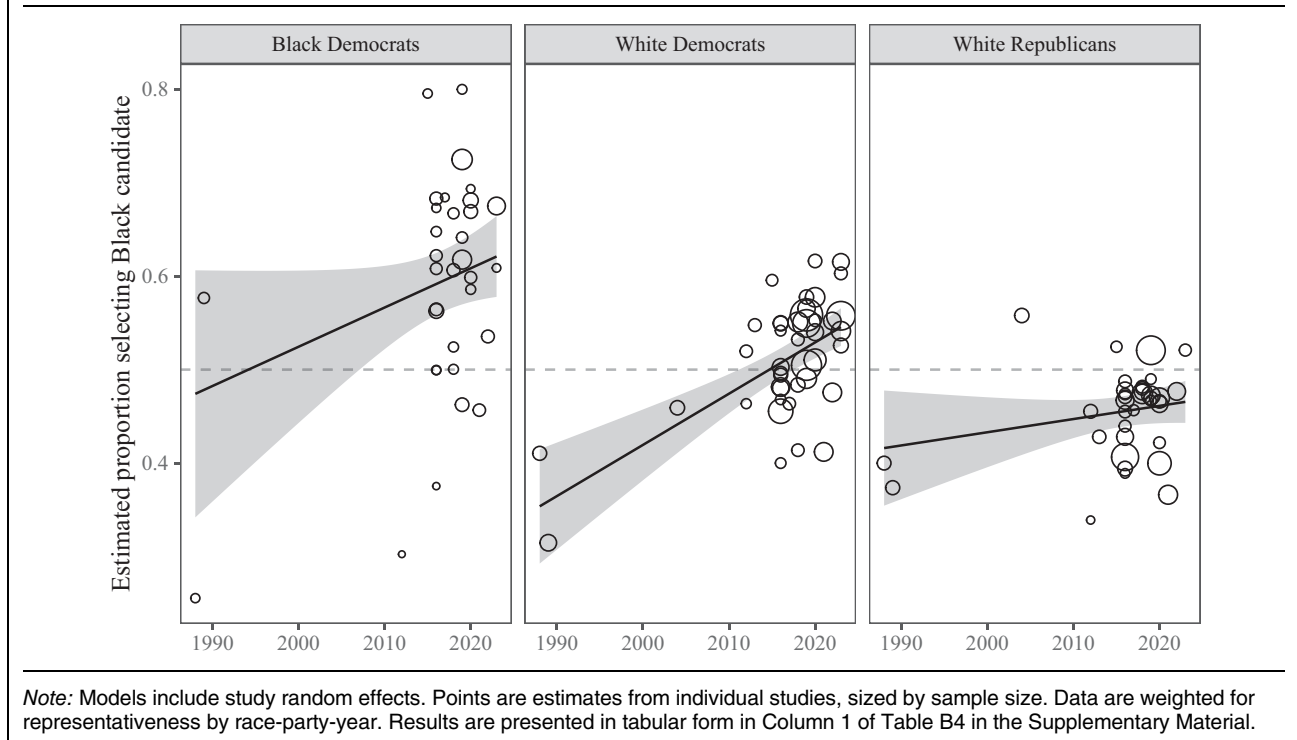 Black Democrats
White Democrats
White Republicans
Estimated proportion selecting Black candidate
0.8
0.6
0.4
1990 2000 2010 2020
1990 2000 2010 2020
1990 2000 2010 2020
Note: Models include study random effects. Points are estimates from individual studies, sized by sample size. Data are weighted for
representativeness by race-party-year. Results are presented in tabular form in Column 1 of Table B4 in the Supplementary Material.